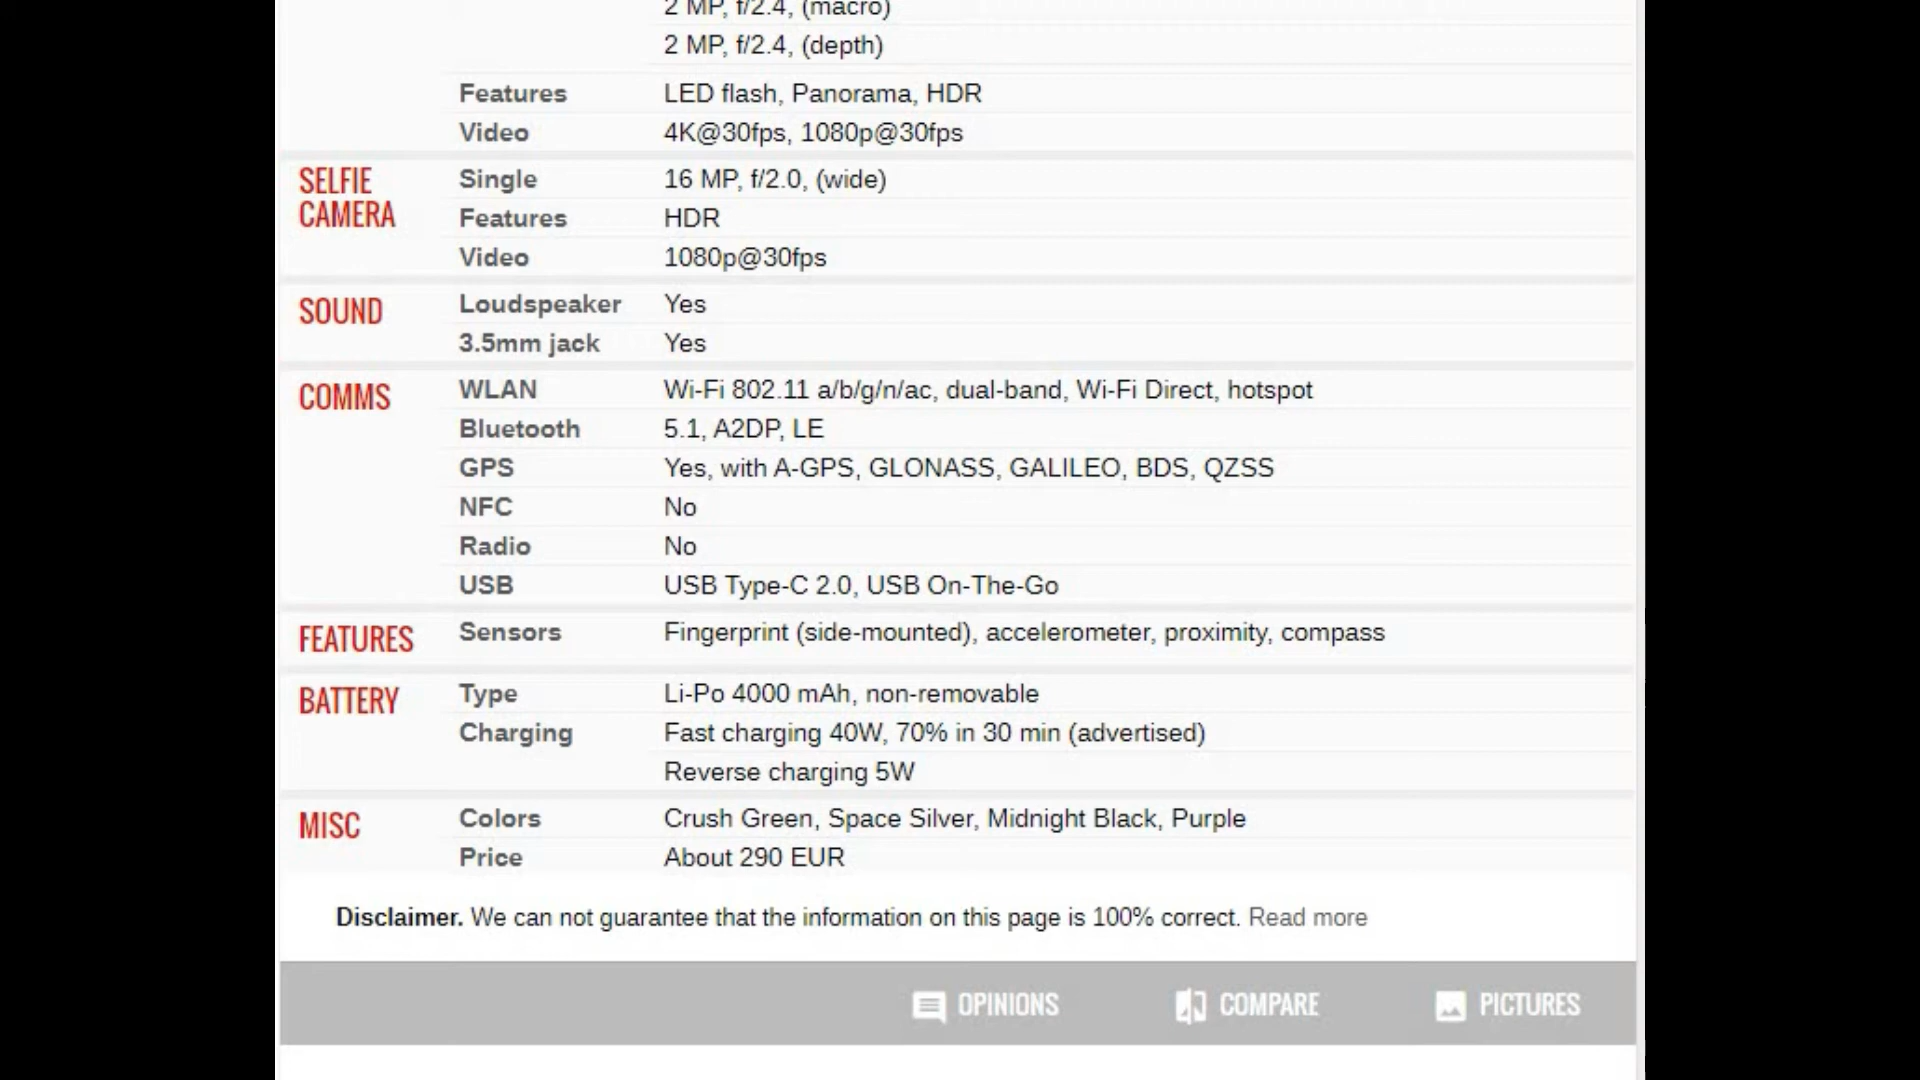 2 MP, f/2.4, (macro)
2 MP, f/2.4, (depth)
Features LED flash, Panorama, HDR
Video 4K@30fps, 1080p@30fps
SELFIE CAMERA Single 16 MP, f/2.0, (wide)
Features HDR
Video 1080p@30fps
SOUND Loudspeaker Yes
3.5mm jack Yes
COMMS WLAN Wi-Fi 802.11 a/b/g/n/ac, dual-band, Wi-Fi Direct, hotspot
Bluetooth 5.1, A2DP, LE
GPS Yes, with A-GPS, GLONASS, GALILEO, BDS, QZSS
NFC No
Radio No
USB USB Type-C 2.0, USB On-The-Go
FEATURES Sensors Fingerprint (side-mounted), accelerometer, proximity, compass
BATTERY Type Li-Po 4000 mAh, non-removable
Charging Fast charging 40W, 70% in 30 min (advertised)
Reverse charging 5W
MISC Colors Crush Green, Space Silver, Midnight Black, Purple
Price About 290 EUR
Disclaimer. We can not guarantee that the information on this page is 100% correct. Read more
OPINIONS COMPARE PICTURES